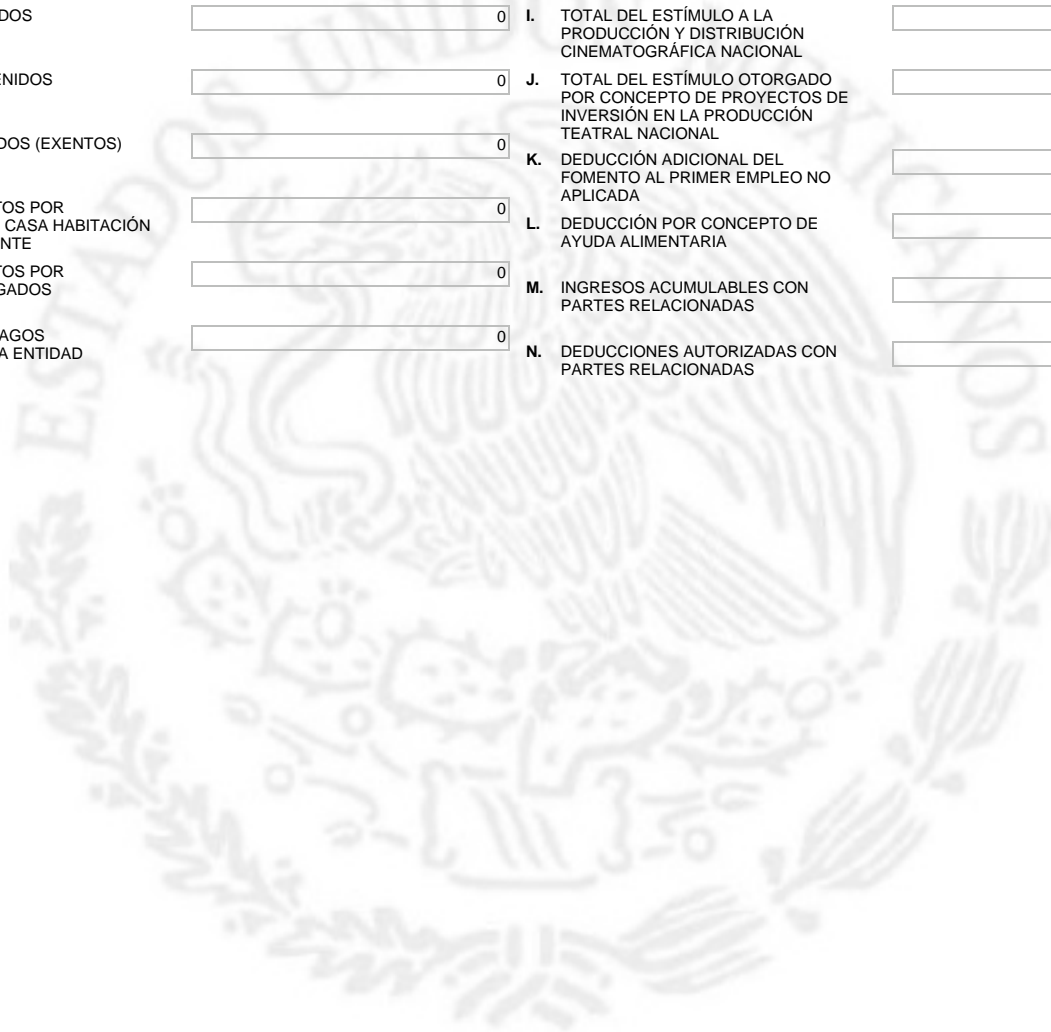 DOS
0
ENIDOS
0
DOS (EXENTOS)
0
TOS POR
CASA HABITACIÓN
NTE
0
TOS POR
GADOS
0
AGOS
A ENTIDAD
0
I. TOTAL DEL ESTÍMULO A LA
PRODUCCIÓN Y DISTRIBUCIÓN
CINEMATOGRÁFICA NACIONAL
J. TOTAL DEL ESTÍMULO OTORGADO
POR CONCEPTO DE PROYECTOS DE
INVERSIÓN EN LA PRODUCCIÓN
TEATRAL NACIONAL
K. DEDUCCIÓN ADICIONAL DEL
FOMENTO AL PRIMER EMPLEO NO
APLICADA
L. DEDUCCIÓN POR CONCEPTO DE
AYUDA ALIMENTARIA
M. INGRESOS ACUMULABLES CON
PARTES RELACIONADAS
N. DEDUCCIONES AUTORIZADAS CON
PARTES RELACIONADAS
ESTADOS UNIDOS MEXICANOS